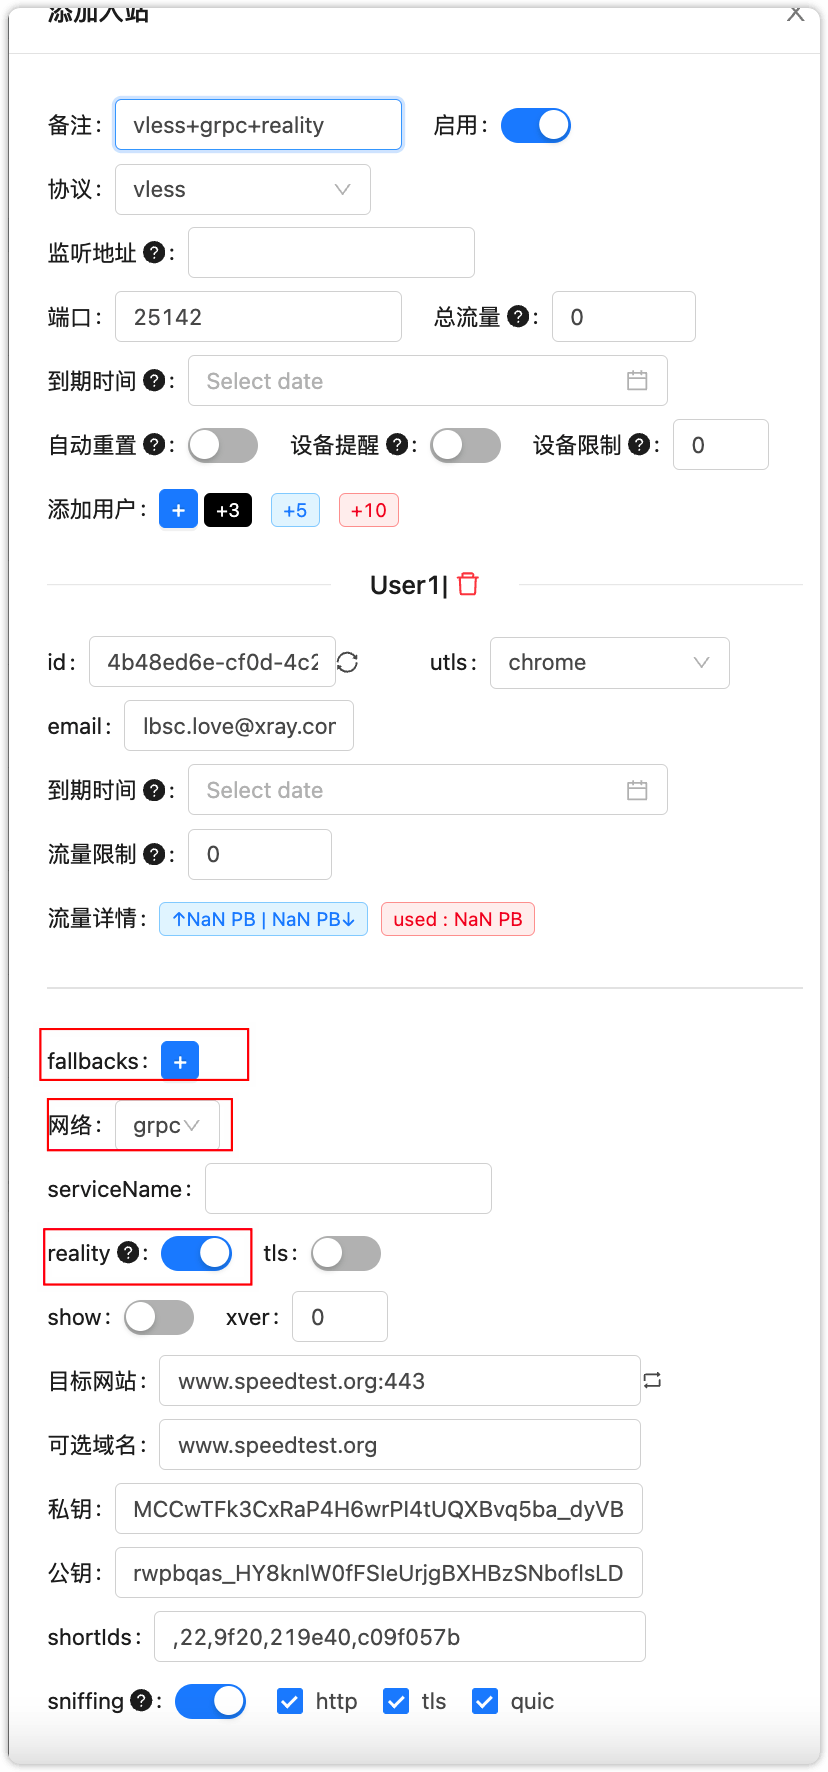 添加入站
备注: vless+grpc+reality 启用:
协议: vless
监听地址 ? :
端口: 25142 总流量 ? : 0
到期时间 ? : Select date
自动重置 ? : 设备提醒 ? : 设备限制 ? : 0
添加用户: + +3 +5 +10
User1|
id: 4b48ed6e-cf0d-4c2 utls: chrome
email: lbsc.love@xray.cor
到期时间 ? : Select date
流量限制 ? : 0
流量详情: ↑NaN PB | NaN PB↓ used : NaN PB
fallbacks: +
网络: grpc
serviceName:
reality ? : tls:
show: xver: 0
目标网站: www.speedtest.org:443
可选域名: www.speedtest.org
私钥: MCCwTFk3CxRaP4H6wrPI4tUQXBvq5ba_dyVB
公钥: rwpbqas_HY8knlW0fFSIeUrjgBXHBzSNboflsLD
shortIds: ,22,9f20,219e40,c09f057b
sniffing ? : http tls quic